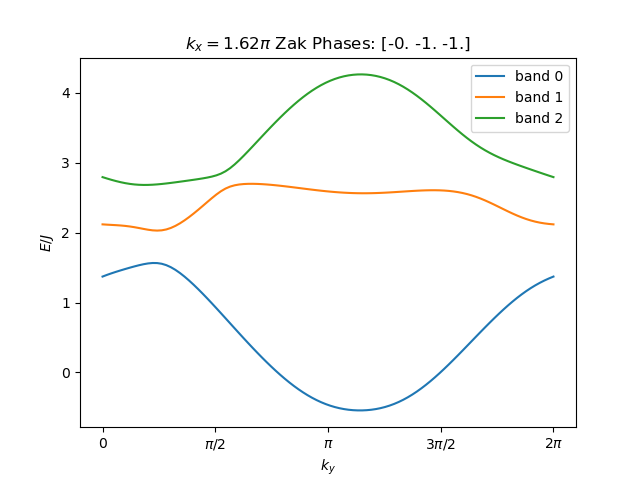 $k_x = 1.62\pi$ Zak Phases: [-0. -1. -1.]
band 0
band 1
band 2
4
3
2
1
0
E/J
0
π/2
π
3π/2
2π
$k_y$